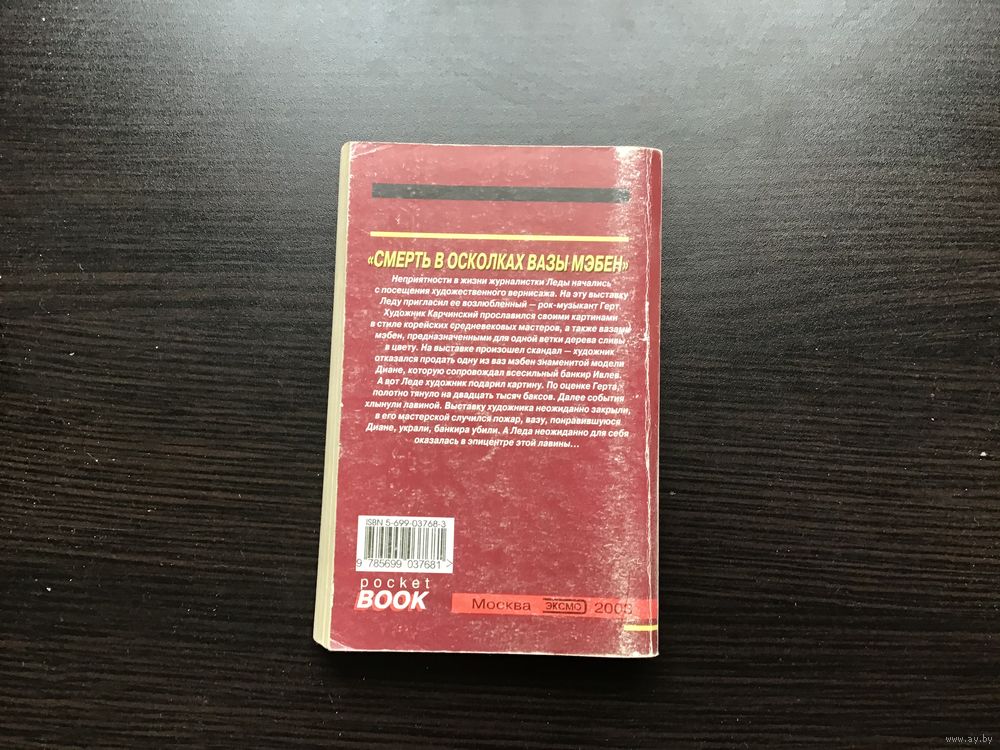 «СМЕРТЬ В ОСКОЛКАХ ВАЗЫ МЭБЕН»
Неприятности в жизни журналистки Леды начались
с посещения художественного вернисажа. На эту выставку
Леду пригласил ее возлюбленный — рок-музыкант Герт
Художник Карчинский прославился своими картинами
в стиле корейских средневековых мастеров, а также вазами
мэбен, предназначенными для одной ветки дерева сливы
в цвету. На выставке произошел скандал — художник
отказался продать одну из ваз мэбен знаменитой модели
Диане, которую сопровождал всесильный банкир Ивлев.
А вот Леде художник подарил картину. По оценке Герта,
полотно тянуло на двадцать тысяч баксов. Далее события
хлынули лавиной. Выставку художника неожиданно закрыли,
в его мастерской случился пожар, вазу, понравившуюся
Диане, украли, банкира убили. А Леда неожиданно для себя
оказалась в эпицентре этой лавины...
ISBN 5-699-03768-3
9 785699 037681 >
pocket
BOOK
Москва ЭКСМО
www.ay.by